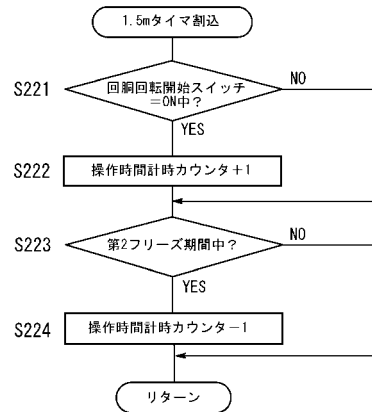 1.5mタイマ割込
S221
回胴回転開始スイッチ
=ON中?
NO
YES
S222
操作時間計時カウンタ+1
S223
第2フリーズ期間中?
NO
YES
S224
操作時間計時カウンタ-1
リターン